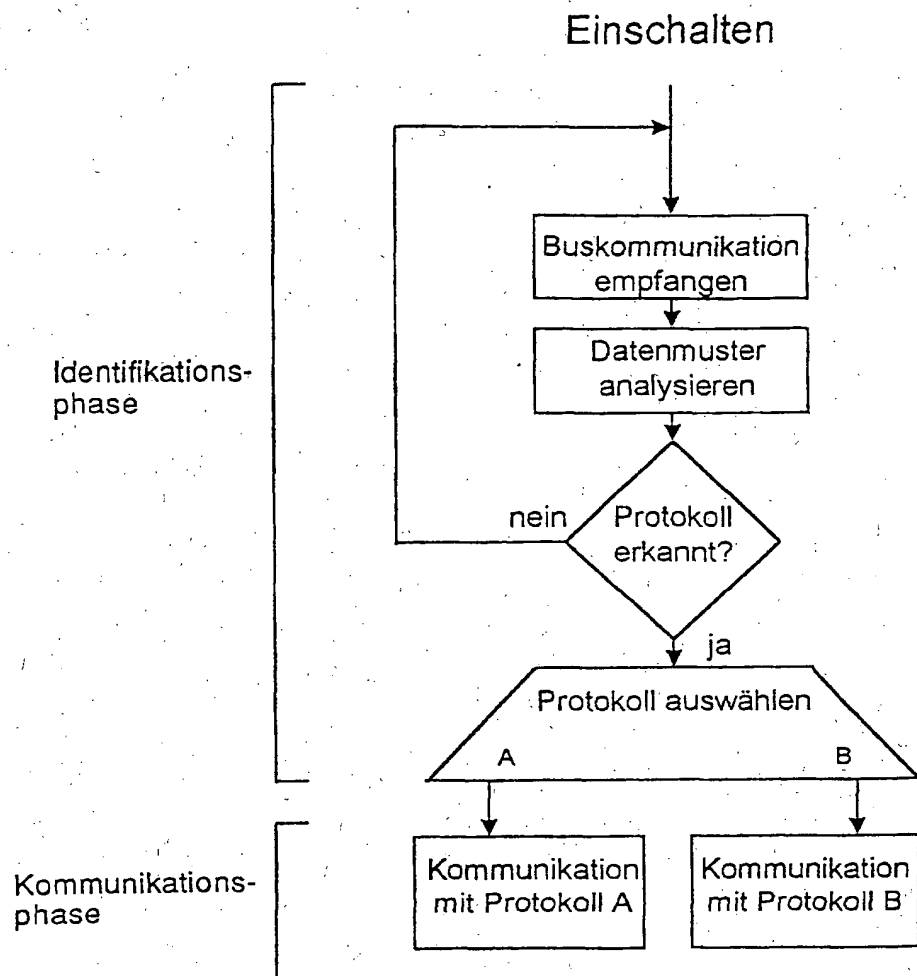 Einschalten
Buskommunikation
empfangen
Datenmuster
analysieren
Identifikations-
phase
nein
Protokoll
erkannt?
ja
Protokoll auswählen
A
B
Kommunikations-
phase
Kommunikation
mit Protokoll A
Kommunikation
mit Protokoll B